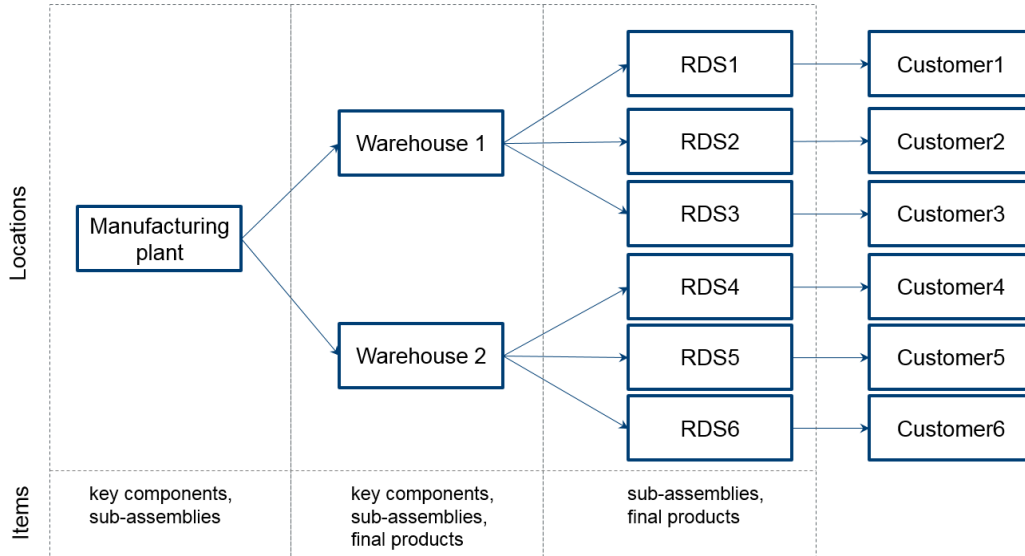 Locations
Manufacturing
plant
Warehouse 1
Warehouse 2
RDS1
RDS2
RDS3
RDS4
RDS5
RDS6
Customer1
Customer2
Customer3
Customer4
Customer5
Customer6
Items
key components,
sub-assemblies
key components,
sub-assemblies,
final products
sub-assemblies,
final products